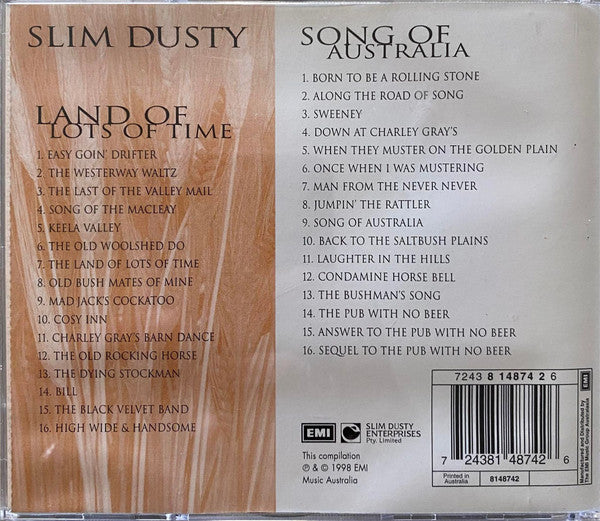 SLIM DUSTY
LAND OF
LOTS OF TIME
1. EASY GOIN' DRIFTER
2. THE WESTERWAY WALTZ
3. THE LAST OF THE VALLEY MAIL
4. SONG OF THE MACLEAY
5. KEELA VALLEY
6. THE OLD WOOLSHED DO
7. THE LAND OF LOTS OF TIME
8. OLD BUSH MATES OF MINE
9. MAD JACK'S COCKATOO
10. COSY INN
11. CHARLEY GRAY'S BARN DANCE
12. THE OLD ROCKING HORSE
13. THE DYING STOCKMAN
14. BILL
15. THE BLACK VELVET BAND
16. HIGH WIDE & HANDSOME
SONG OF
AUSTRALIA
1. BORN TO BE A ROLLING STONE
2. ALONG THE ROAD OF SONG
3. SWEENEY
4. DOWN AT CHARLEY GRAY'S
5. WHEN THEY MUSTER ON THE GOLDEN PLAIN
6. ONCE WHEN I WAS MUSTERING
7. MAN FROM THE NEVER NEVER
8. JUMPIN' THE RATTLER
9. SONG OF AUSTRALIA
10. BACK TO THE SALTBUSH PLAINS
11. LAUGHTER IN THE HILLS
12. CONDAMINE HORSE BELL
13. THE BUSHMAN'S SONG
14. THE PUB WITH NO BEER
15. ANSWER TO THE PUB WITH NO BEER
16. SEQUEL TO THE PUB WITH NO BEER
EMI
SLIM DUSTY
ENTERPRISES
Pty. Limited
This compilation
℗ & © 1998 EMI
Music Australia
7243 8 14874 2 6
7 24381 48742 6
Printed in
Australia
8148742
EMI
Manufactured and Distributed by
The EMI Music Group Australasia